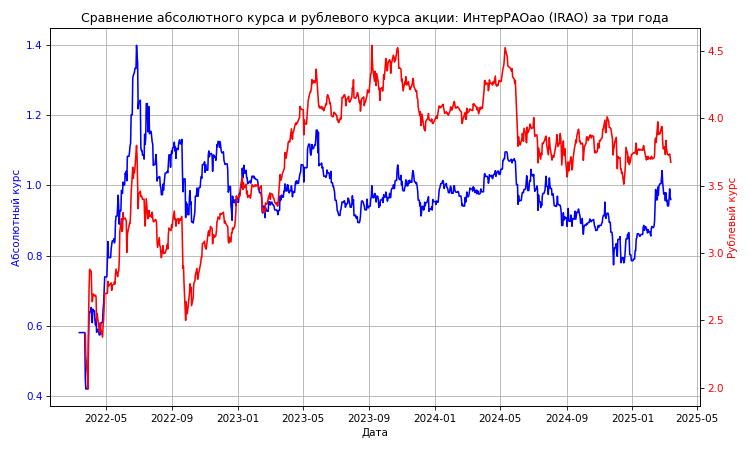 Сравнение абсолютного курса и рублевого курса акции: ИнтерРАОао (IRAO) за три года
1.4
1.2
1.0
0.8
0.6
0.4
Абсолютный курс
4.5
4.0
3.5
3.0
2.5
2.0
Рублевый курс
2022-05 2022-09 2023-01 2023-05 2023-09 2024-01 2024-05 2024-09 2025-01 2025-05
Дата